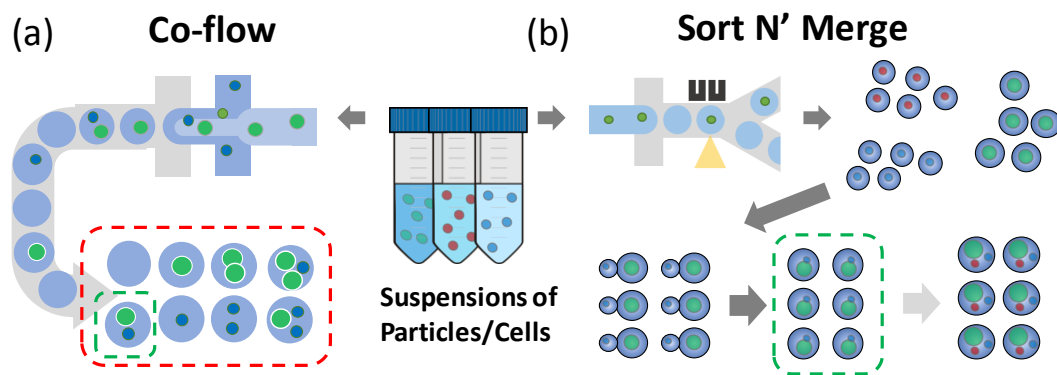 (a) Co-flow
(b) Sort N’ Merge
Suspensions of
Particles/Cells